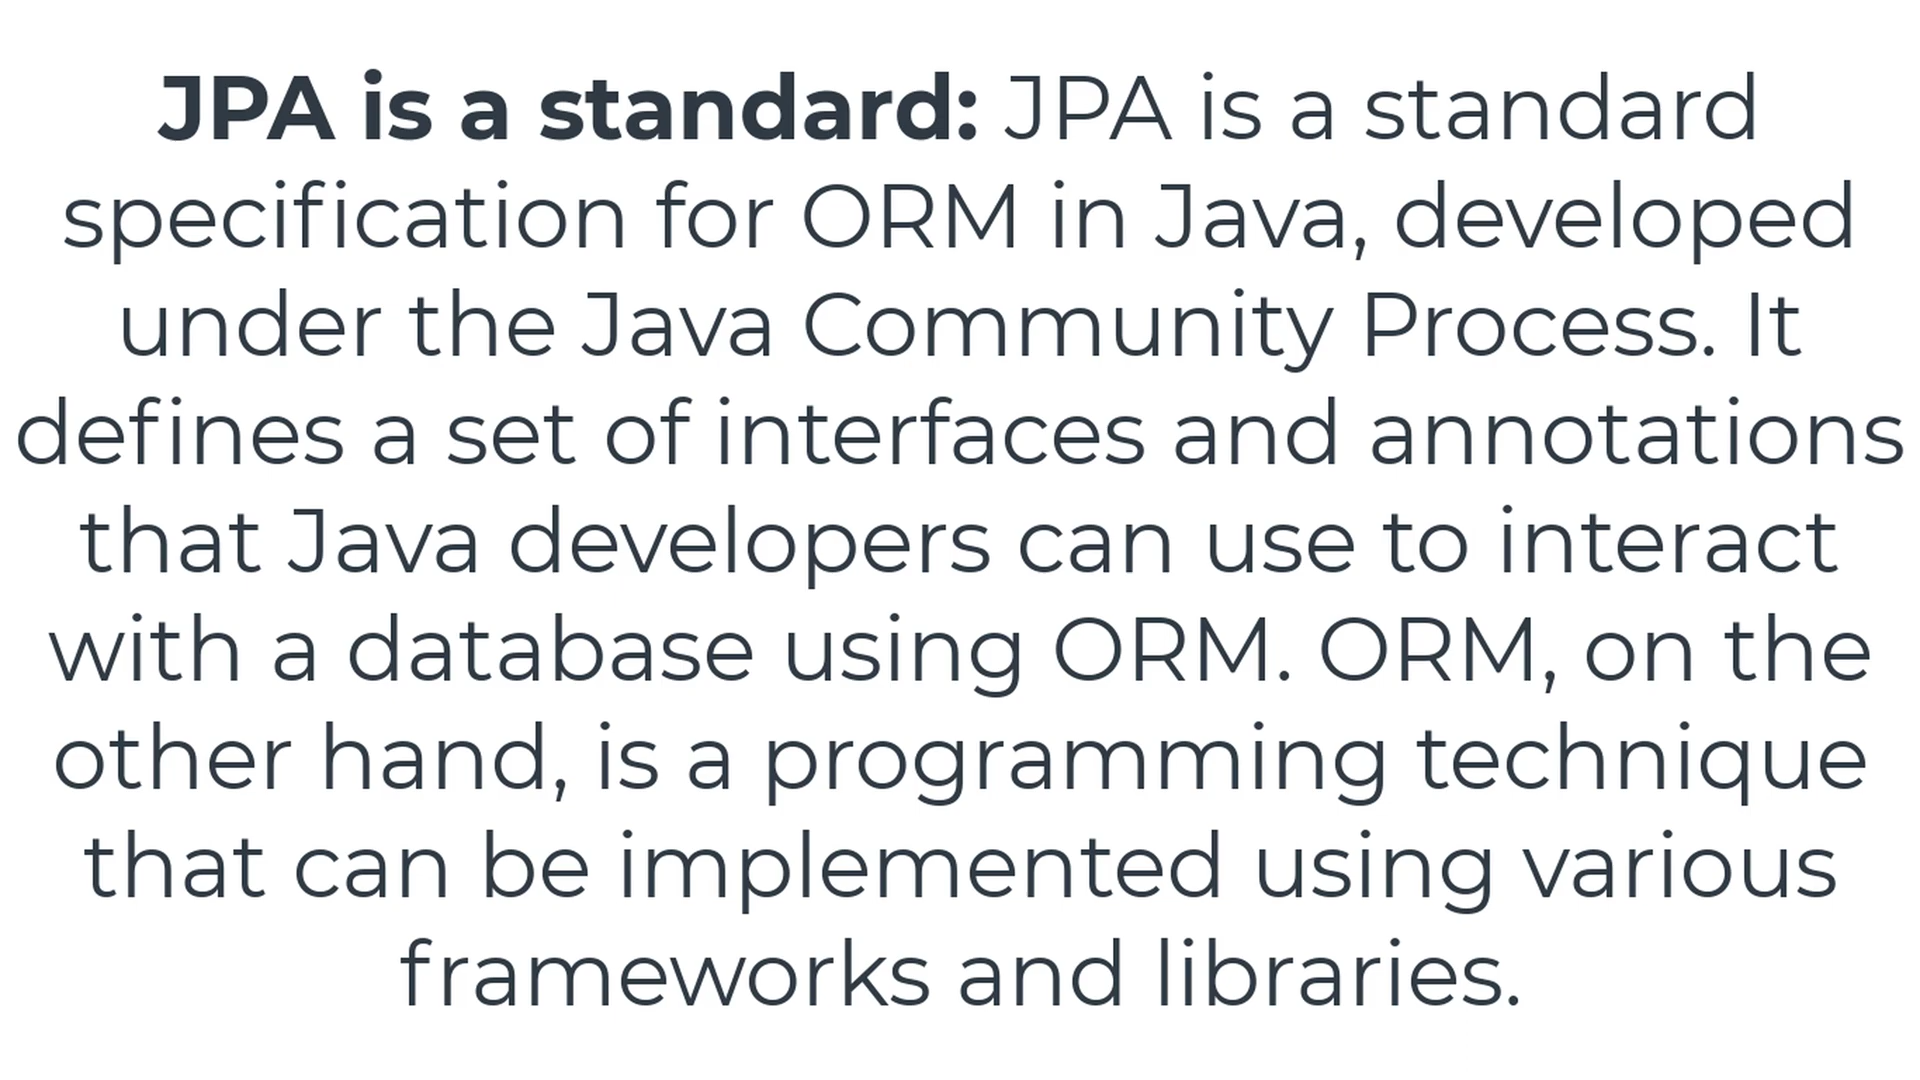 JPA is a standard: JPA is a standard
specification for ORM in Java, developed
under the Java Community Process. It
defines a set of interfaces and annotations
that Java developers can use to interact
with a database using ORM. ORM, on the
other hand, is a programming technique
that can be implemented using various
frameworks and libraries.